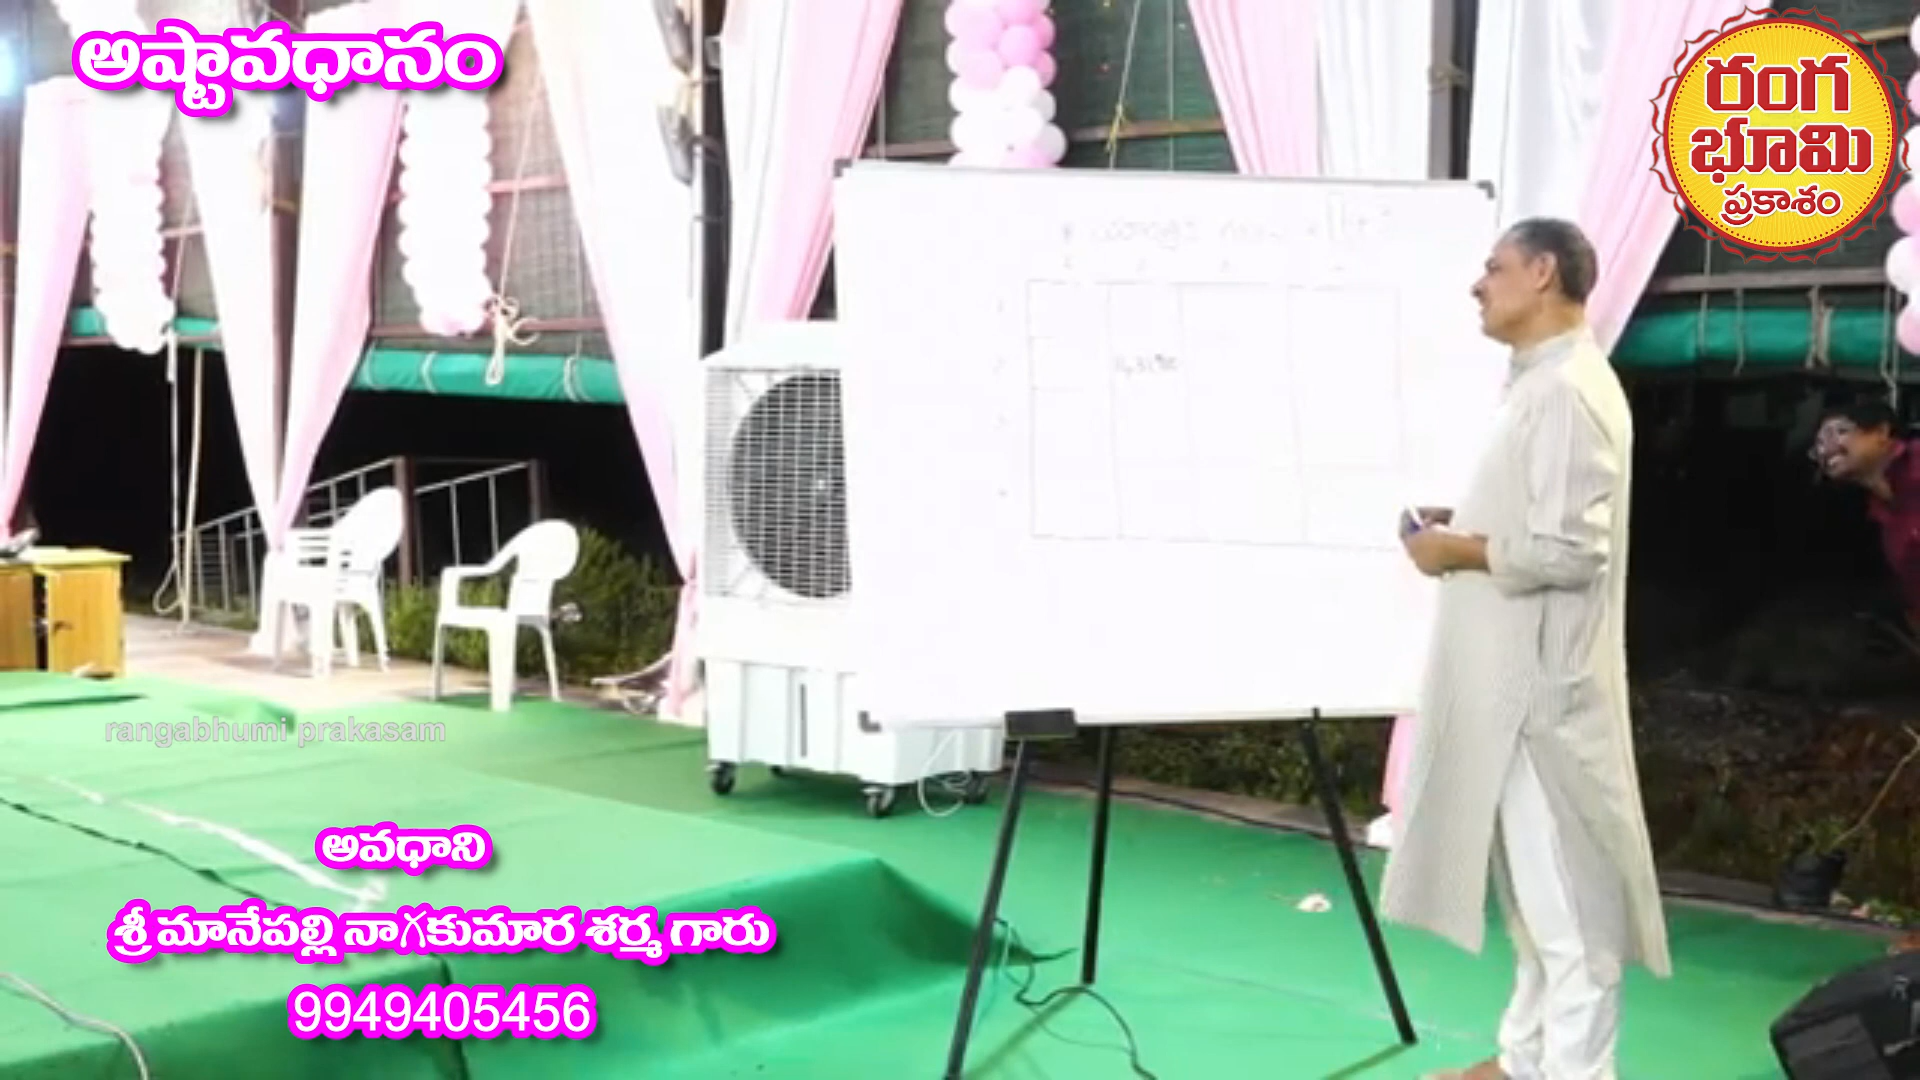 అష్టావధానం
రంగ
భూమి
ప్రకాశం
rangabhumi prakasam
అవధాని
శ్రీ మానేపల్లి నాగకుమార శర్మ గారు
9949405456